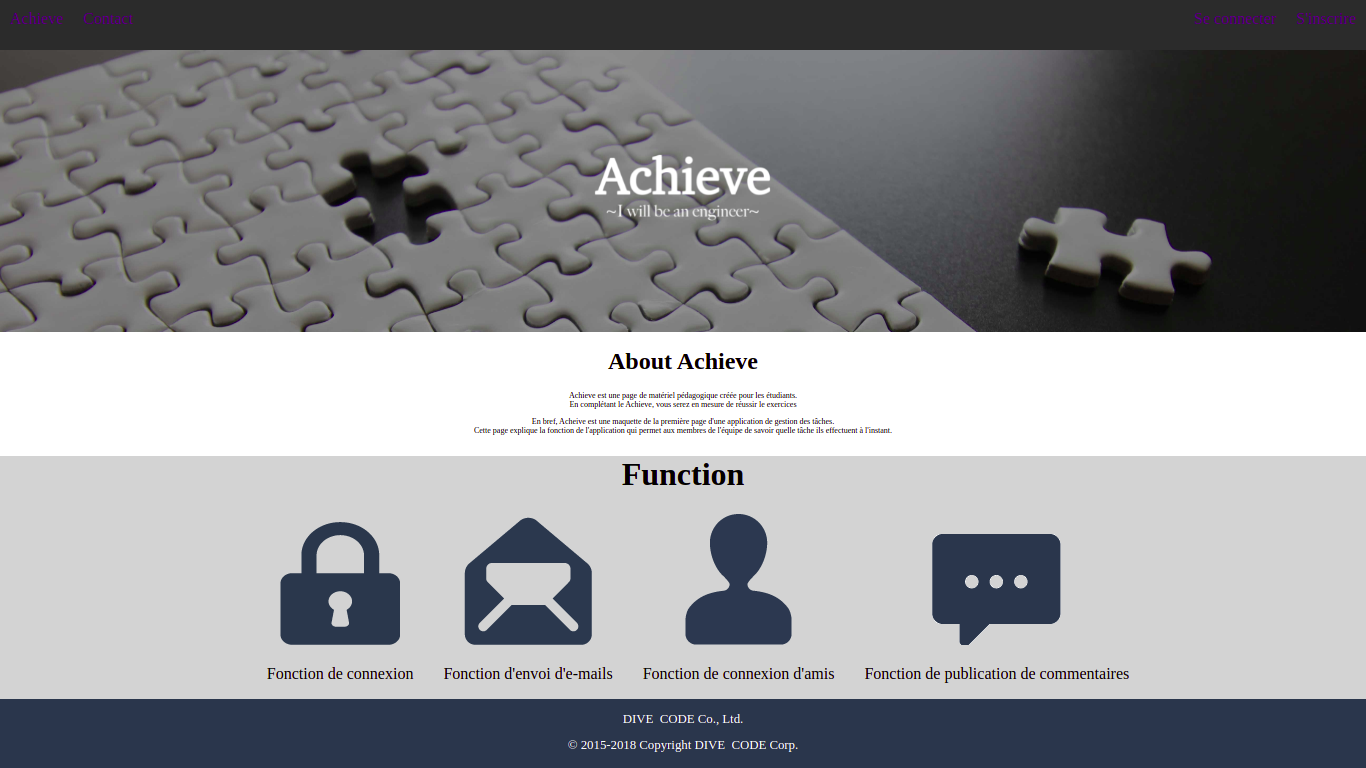 Achieve Contact Se connectez S'inscrire
Achieve
~I will be an engineer~
About Achieve
Achieve est une page de matériel pédagogique créée pour les étudiants.
En complétant le Achieve, vous serez en mesure de réussir le exercices
En bref, Acheive est une maquette de la première page d'une application de gestion des tâches.
Cette page explique la fonction de l'application qui permet aux membres de l'équipe de savoir quelle tâche ils effectuent à l'instant.
Function
Fonction de connexion
Fonction d'envoi d'e-mails
Fonction de connexion d'amis
Fonction de publication de commentaires
DIVE CODE Co., Ltd.
© 2015-2018 Copyright DIVE CODE Corp.